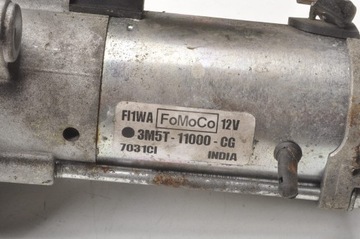 FI1WA FoMoCo 12V
3M5T-11000-CG
7031CI INDIA